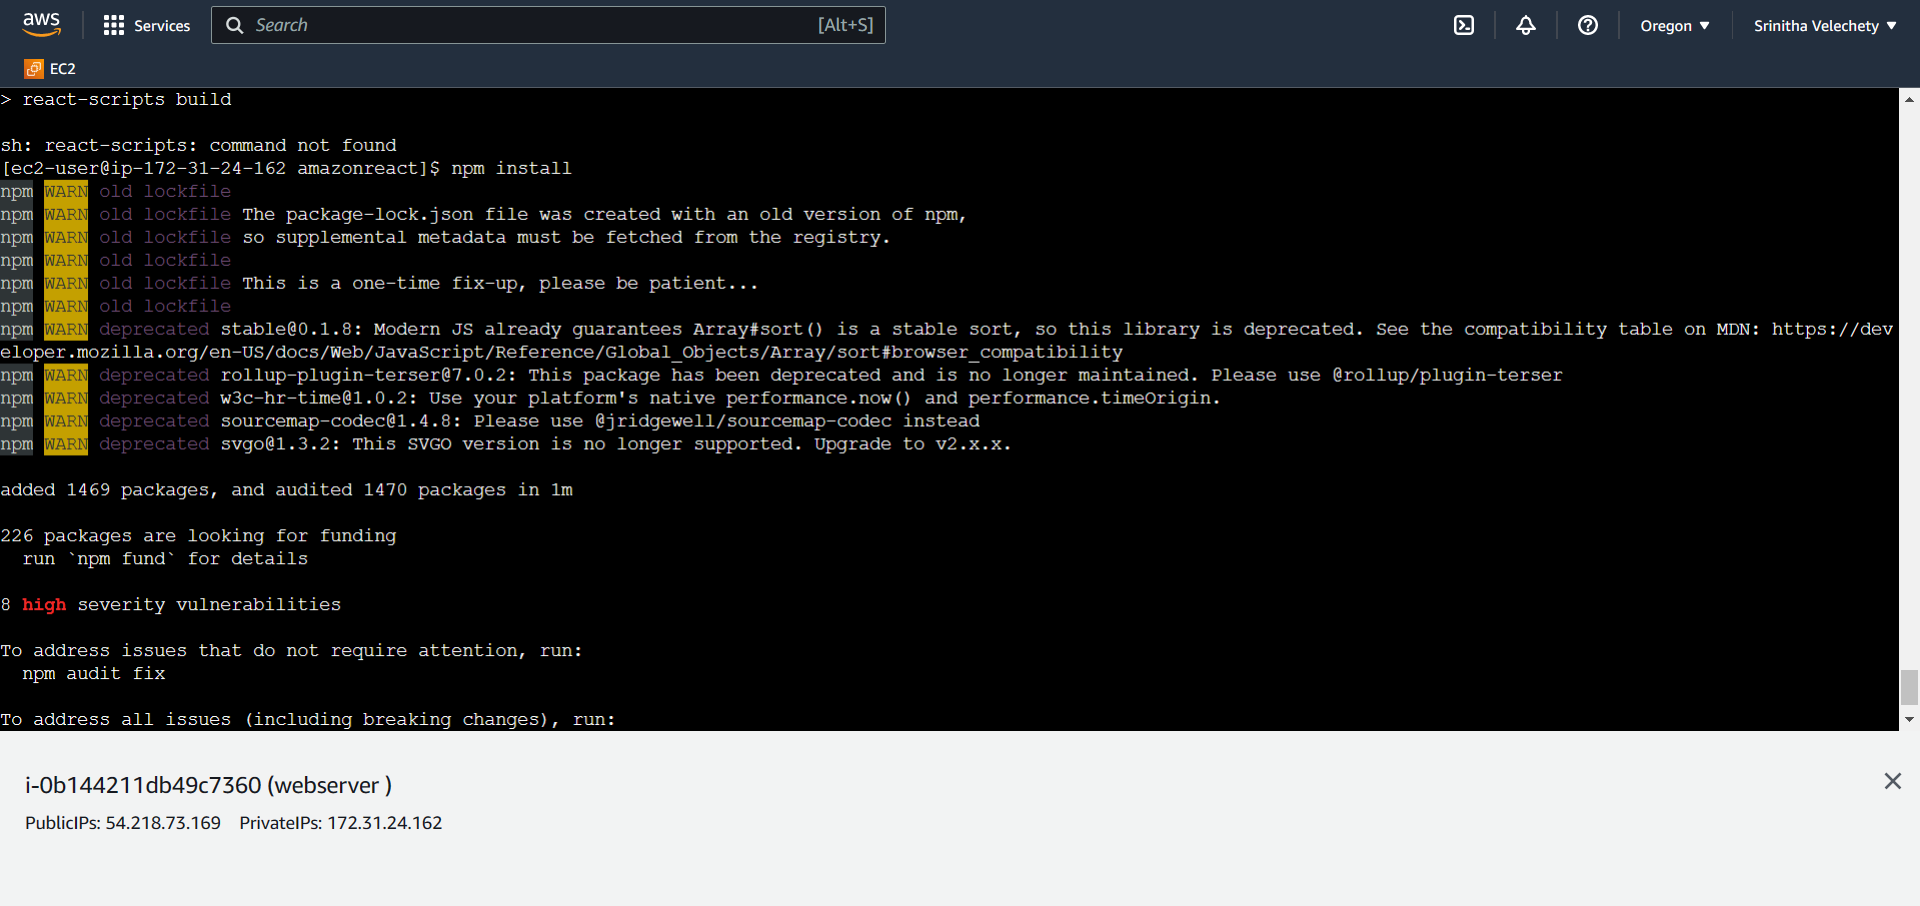 aws
Services
Search
[Alt+S]
Oregon
Srinitha Velechety
EC2
> react-scripts build
sh: react-scripts: command not found
[ec2-user@ip-172-31-24-162 amazonreact]$ npm install
npm WARN old lockfile
npm WARN old lockfile The package-lock.json file was created with an old version of npm,
npm WARN old lockfile so supplemental metadata must be fetched from the registry.
npm WARN old lockfile
npm WARN old lockfile This is a one-time fix-up, please be patient...
npm WARN old lockfile
npm WARN deprecated stable@0.1.8: Modern JS already guarantees Array#sort() is a stable sort, so this library is deprecated. See the compatibility table on MDN: https://dev
eloper.mozilla.org/en-US/docs/Web/JavaScript/Reference/Global_Objects/Array/sort#browser_compatibility
npm WARN deprecated rollup-plugin-terser@7.0.2: This package has been deprecated and is no longer maintained. Please use @rollup/plugin-terser
npm WARN deprecated w3c-hr-time@1.0.2: Use your platform's native performance.now() and performance.timeOrigin.
npm WARN deprecated sourcemap-codec@1.4.8: Please use @jridgewell/sourcemap-codec instead
npm WARN deprecated svgo@1.3.2: This SVGO version is no longer supported. Upgrade to v2.x.x.
added 1469 packages, and audited 1470 packages in 1m
226 packages are looking for funding
run `npm fund` for details
8 high severity vulnerabilities
To address issues that do not require attention, run:
npm audit fix
To address all issues (including breaking changes), run:
i-0b144211db49c7360 (webserver )
PublicIPs: 54.218.73.169 PrivateIPs: 172.31.24.162